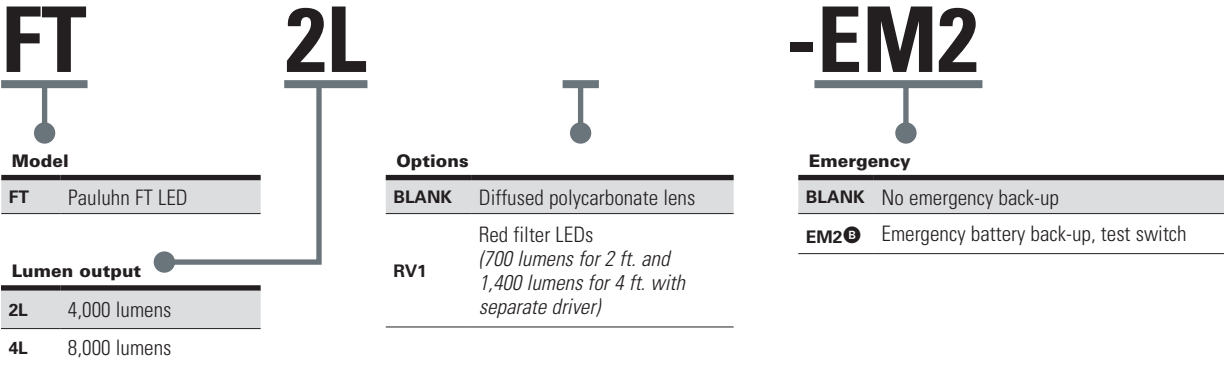 FT 2L -EM2
Model
FT Pauluhn FT LED
Lumen output
2L 4,000 lumens
4L 8,000 lumens
Options
BLANK Diffused polycarbonate lens
RV1 Red filter LEDs
(700 lumens for 2 ft. and
1,400 lumens for 4 ft. with
separate driver)
Emergency
BLANK No emergency back-up
EM2 B Emergency battery back-up, test switch